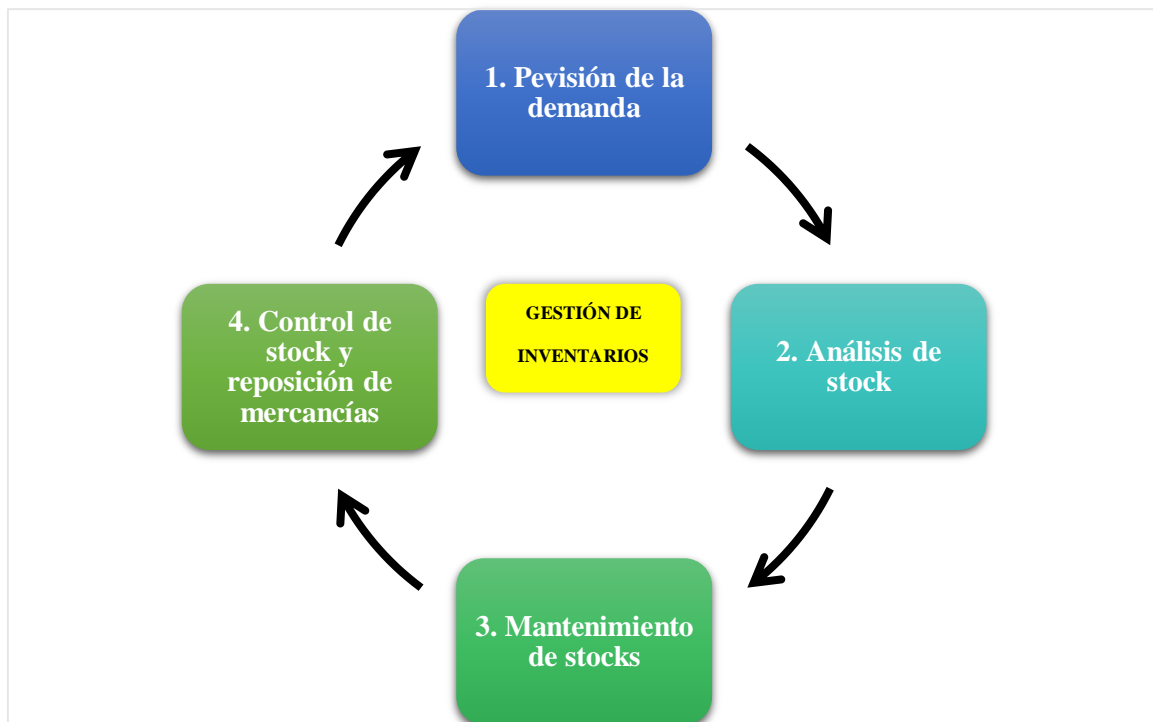 1. Pevisión de la
demanda
2. Análisis de
stock
3. Mantenimiento
de stocks
4. Control de
stock y
reposición de
mercancías
GESTIÓN DE
INVENTARIOS